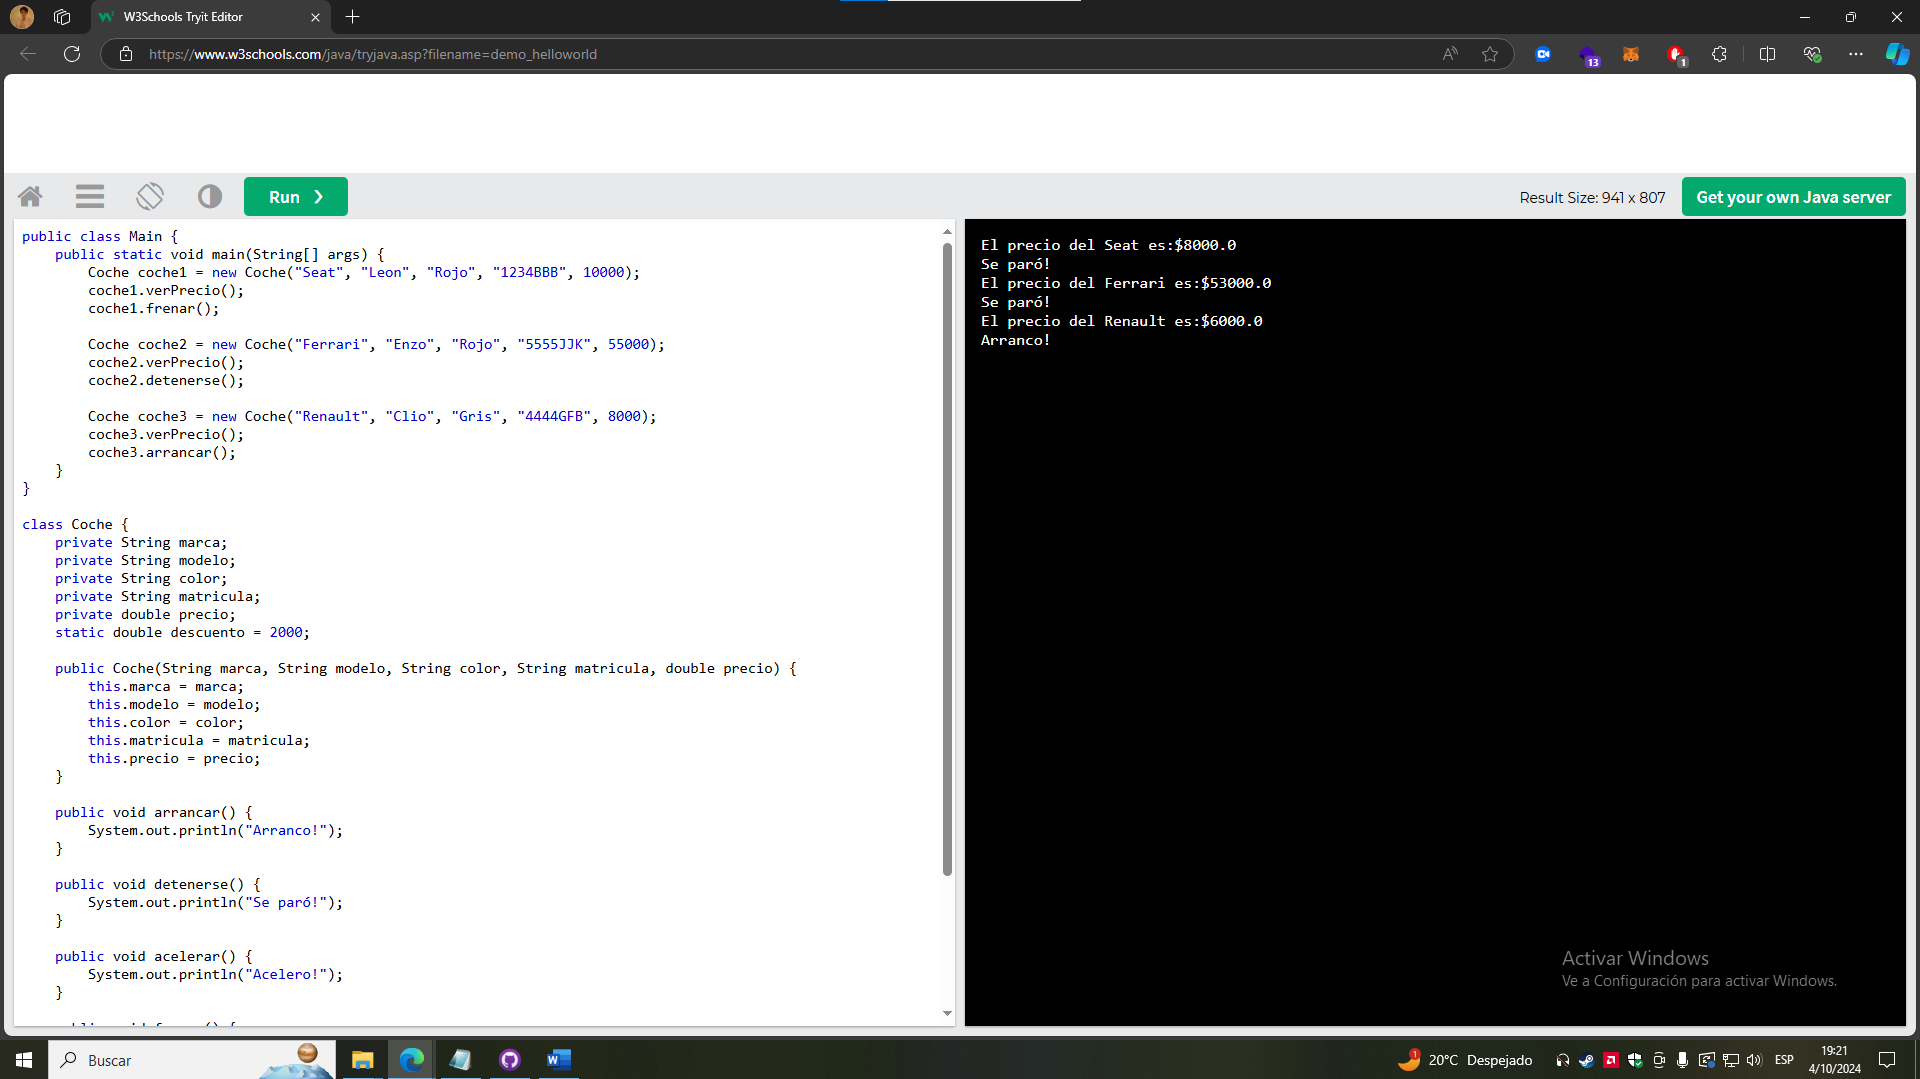 W3Schools Tryit Editor
https://www.w3schools.com/java/tryjava.asp?filename=demo_helloworld
13
1
Run ❯
Result Size: 941 x 807
Get your own Java server
public class Main {
    public static void main(String[] args) {
        Coche coche1 = new Coche("Seat", "Leon", "Rojo", "1234BBB", 10000);
        coche1.verPrecio();
        coche1.frenar();
        Coche coche2 = new Coche("Ferrari", "Enzo", "Rojo", "5555JJK", 55000);
        coche2.verPrecio();
        coche2.detenerse();
        Coche coche3 = new Coche("Renault", "Clio", "Gris", "4444GFB", 8000);
        coche3.verPrecio();
        coche3.arrancar();
    }
}
class Coche {
    private String marca;
    private String modelo;
    private String color;
    private String matricula;
    private double precio;
    static double descuento = 2000;
    public Coche(String marca, String modelo, String color, String matricula, double precio) {
        this.marca = marca;
        this.modelo = modelo;
        this.color = color;
        this.matricula = matricula;
        this.precio = precio;
    }
    public void arrancar() {
        System.out.println("Arranco!");
    }
    public void detenerse() {
        System.out.println("Se paró!");
    }
    public void acelerar() {
        System.out.println("Acelero!");
    }
El precio del Seat es:$8000.0
Se paró!
El precio del Ferrari es:$53000.0
Se paró!
El precio del Renault es:$6000.0
Arranco!
Activar Windows
Ve a Configuración para activar Windows.
Buscar
1
20°C Despejado
ESP
19:21
4/10/2024